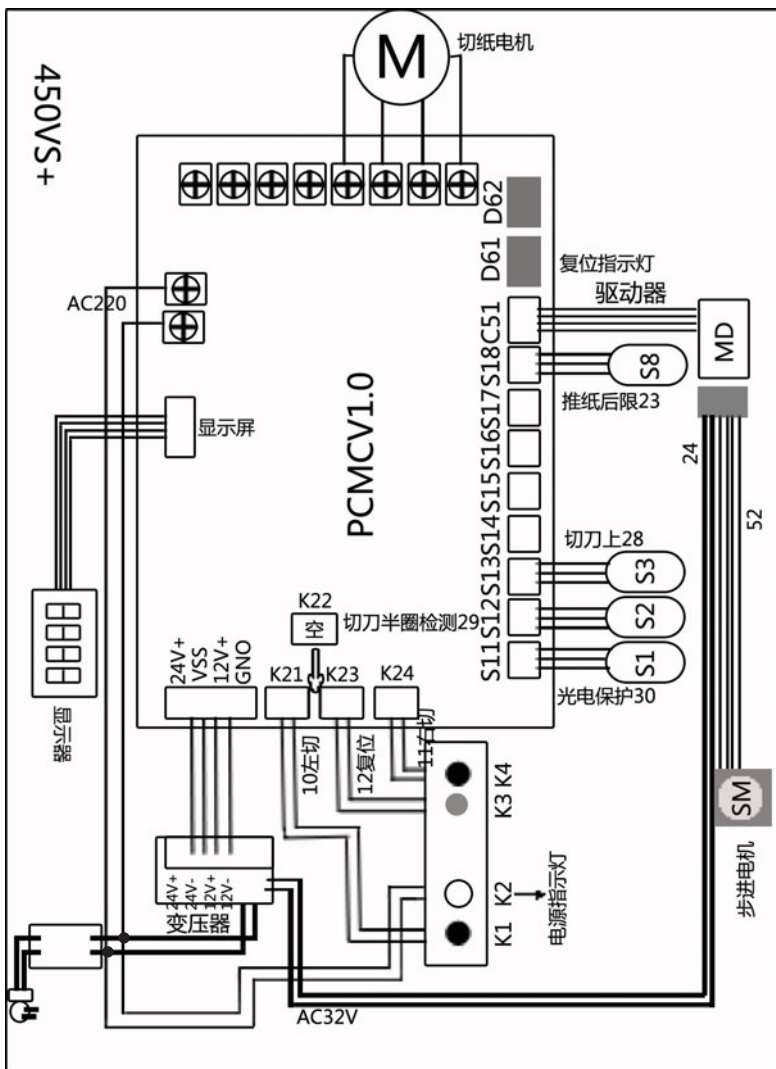 切纸电机
M
450VS+
D62
D61
复位指示灯
AC220
驱动器
C51
MD
S18
S8
推纸后限23
显示屏
S17
24
S16
PCMCV1.0
S15
52
S14
切刀上28
S13
S3
K22
空
切刀半圈检测29
S12
S2
24V+
VSS
12V+
GNO
K21
K23
K24
S11
S1
光电保护30
显示器
10左切
12复位
11右切
K4
K3
SM
步进电机
24V+
24V-
12V+
12V-
变压器
K2
电源指示灯
K1
AC32V